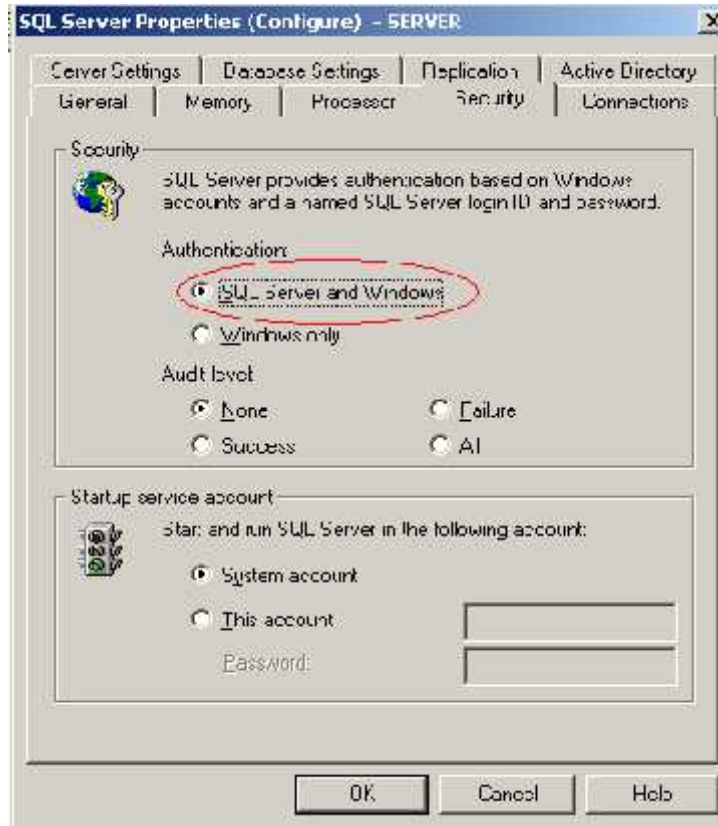 SQL Server Properties (Configure) - SERVER
Server Settings Database Settings Replication Active Directory
General Memory Processor Security Connections
Security
SQL Server provides authentication based on Windows
accounts and a named SQL Server login ID and password.
Authentication:
SQL Server and Windows
Windows only
Audit level:
None Failure
Success All
Startup service account
Start and run SQL Server in the following account:
System account
This account
Password:
OK Cancel Help